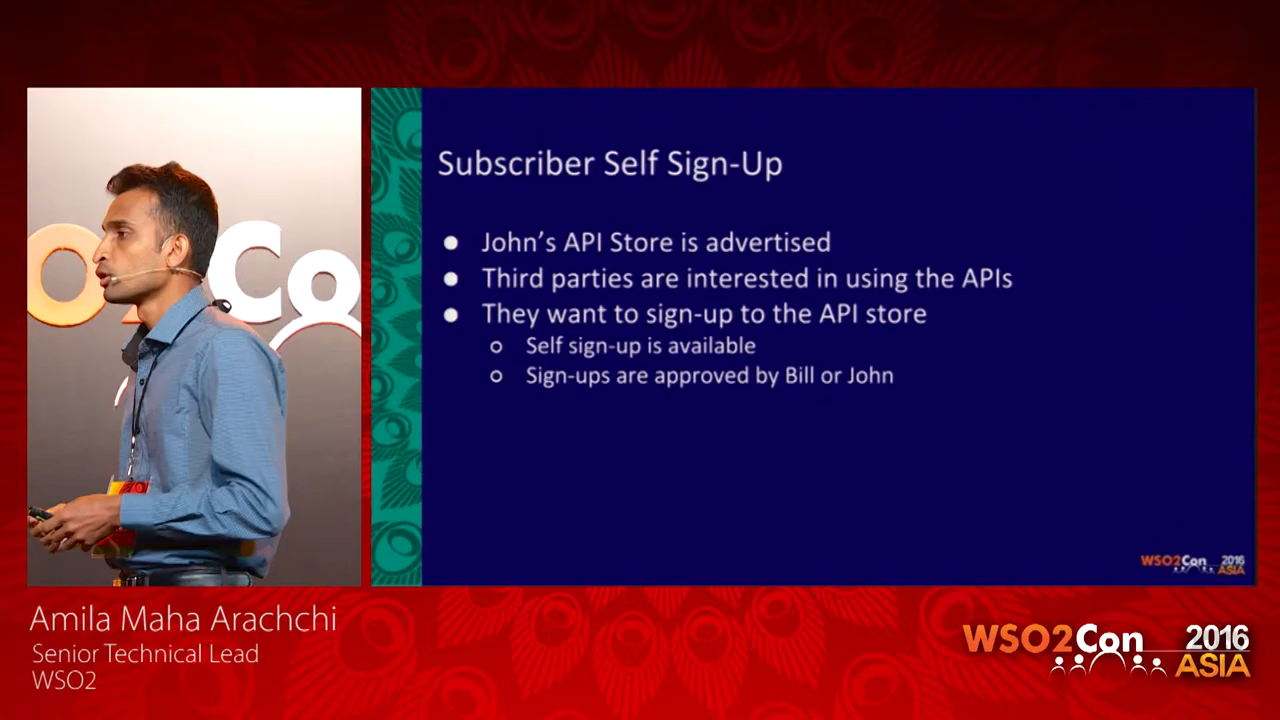 O2Co
Subscriber Self Sign-Up
● John's API Store is advertised
● Third parties are interested in using the APIs
● They want to sign-up to the API store
o Self sign-up is available
o Sign-ups are approved by Bill or John
WSO2Con 2016
ASIA
Amila Maha Arachchi
Senior Technical Lead
WSO2
WSO2Con 2016
ASIA